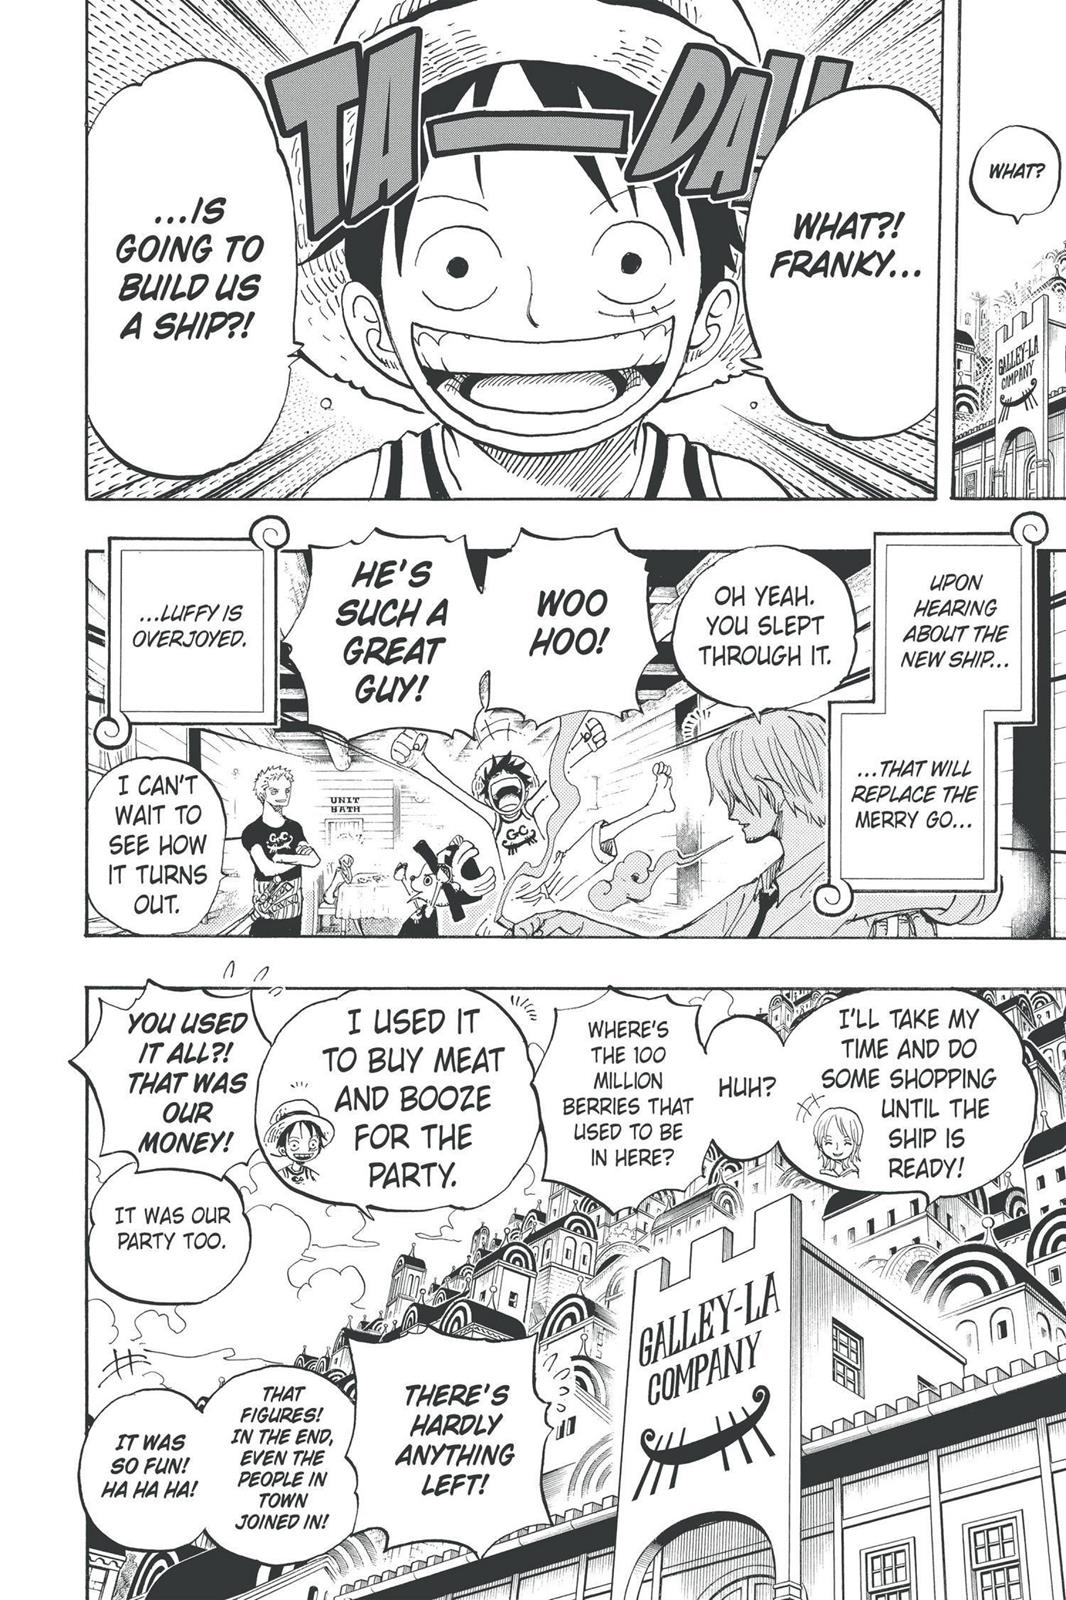 WHAT?
GALLEY-LA
COMPANY
WHAT?!
FRANKY...
TA—DAH
...IS
GOING TO
BUILD US
A SHIP?!
UPON
HEARING
ABOUT THE
NEW SHIP...
...THAT WILL
REPLACE THE
MERRY GO...
OH YEAH.
YOU SLEPT
THROUGH IT.
WOO
HOO!
HE'S
SUCH A
GREAT
GUY!
...LUFFY IS
OVERJOYED.
UNIT
BATH
I CAN'T
WAIT TO
SEE HOW
IT TURNS
OUT.
I'LL TAKE MY
TIME AND DO
SOME SHOPPING
UNTIL THE
SHIP IS
READY!
HUH?
WHERE'S
THE 100
MILLION
BERRIES THAT
USED TO BE
IN HERE?
I USED IT
TO BUY MEAT
AND BOOZE
FOR THE
PARTY.
YOU USED
IT ALL?!
THAT WAS
OUR
MONEY!
IT WAS OUR
PARTY TOO.
GALLEY-LA
COMPANY
THERE'S
HARDLY
ANYTHING
LEFT!
THAT
FIGURES!
IN THE END,
EVEN THE
PEOPLE IN
TOWN
JOINED IN!
IT WAS
SO FUN!
HA HA HA!